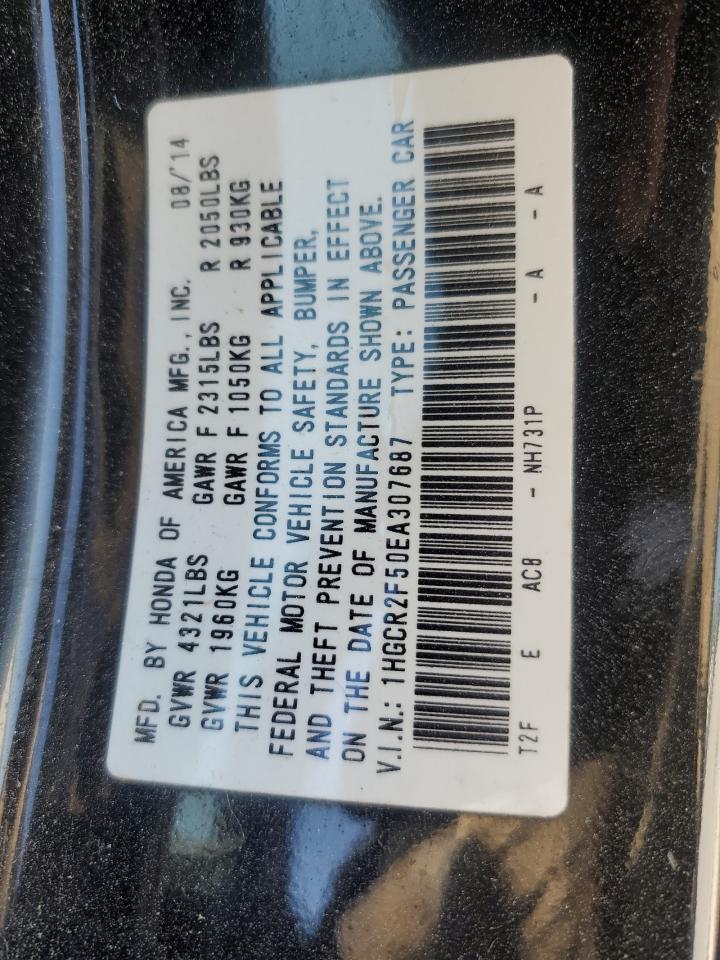 MFD. BY HONDA OF AMERICA MFG., INC. 08/14
GVWR 4321LBS GAWR F 2315LBS R 2050LBS
GVWR 1960KG GAWR F 1050KG R 930KG
THIS VEHICLE CONFORMS TO ALL APPLICABLE
FEDERAL MOTOR VEHICLE SAFETY, BUMPER,
AND THEFT PREVENTION STANDARDS IN EFFECT
ON THE DATE OF MANUFACTURE SHOWN ABOVE.
V.I.N.: 1HGCR2F50EA307687 TYPE: PASSENGER CAR
T2F E AC8 - NH731P - A - A